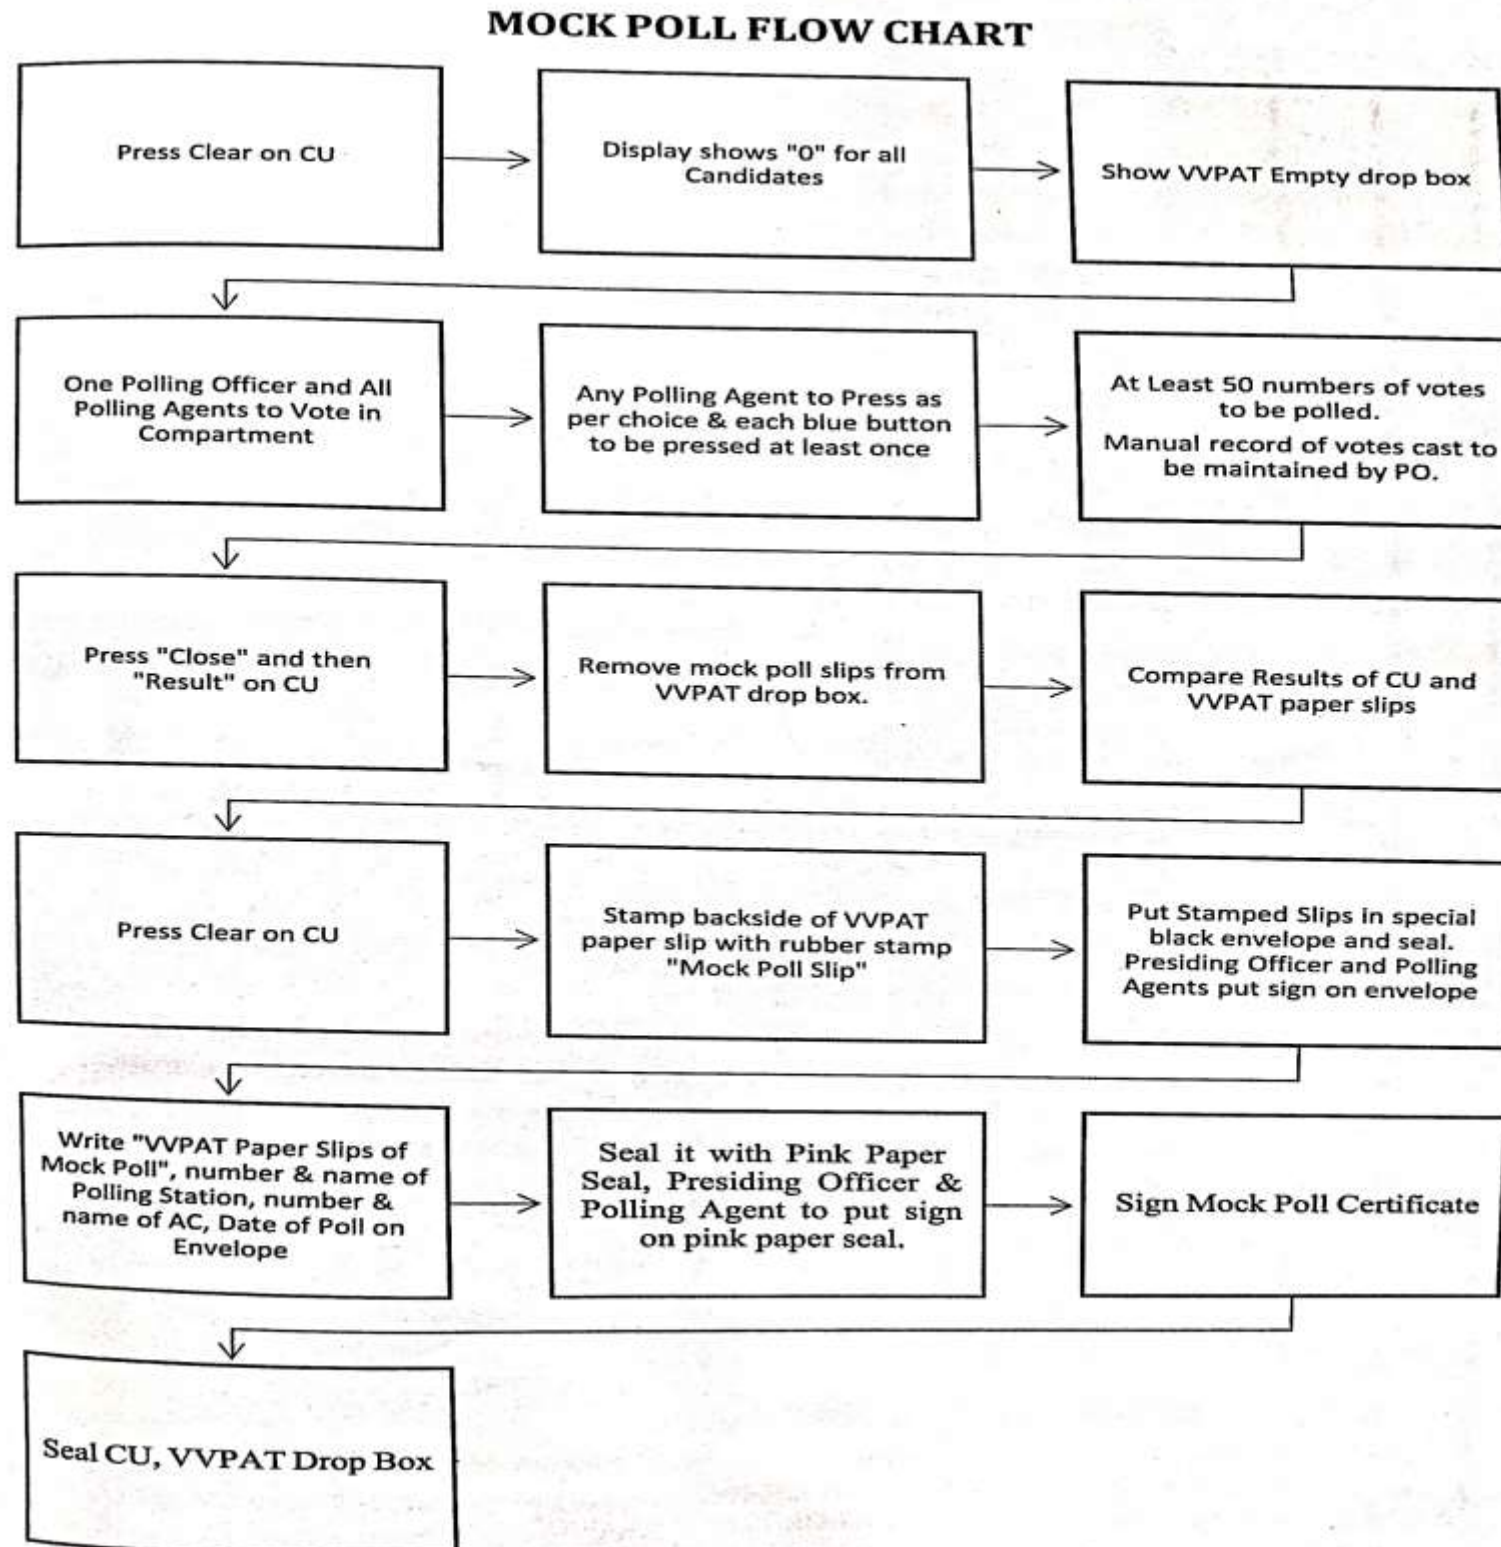 MOCK POLL FLOW CHART
Press Clear on CU
Display shows "0" for all
Candidates
Show VVPAT Empty drop box
One Polling Officer and All
Polling Agents to Vote in
Compartment
Any Polling Agent to Press as
per choice & each blue button
to be pressed at least once
At Least 50 numbers of votes
to be polled.
Manual record of votes cast to
be maintained by PO.
Press "Close" and then
"Result" on CU
Remove mock poll slips from
VVPAT drop box.
Compare Results of CU and
VVPAT paper slips
Press Clear on CU
Stamp backside of VVPAT
paper slip with rubber stamp
"Mock Poll Slip"
Put Stamped Slips in special
black envelope and seal.
Presiding Officer and Polling
Agents put sign on envelope
Write "VVPAT Paper Slips of
Mock Poll", number & name of
Polling Station, number &
name of AC, Date of Poll on
Envelope
Seal it with Pink Paper
Seal, Presiding Officer &
Polling Agent to put sign
on pink paper seal.
Sign Mock Poll Certificate
Seal CU, VVPAT Drop Box